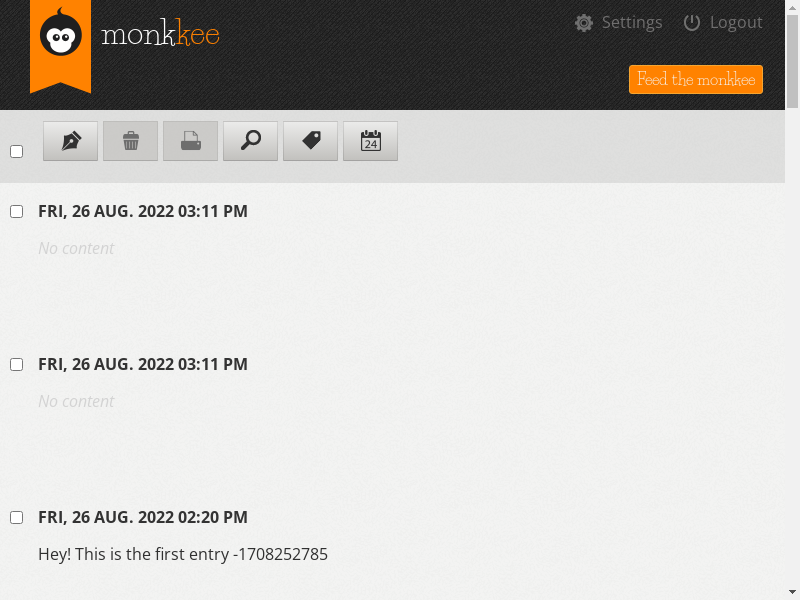 monkkee
Settings
Logout
Feed the monkkee
24
FRI, 26 AUG. 2022 03:11 PM
No content
FRI, 26 AUG. 2022 03:11 PM
No content
FRI, 26 AUG. 2022 02:20 PM
Hey! This is the first entry -1708252785